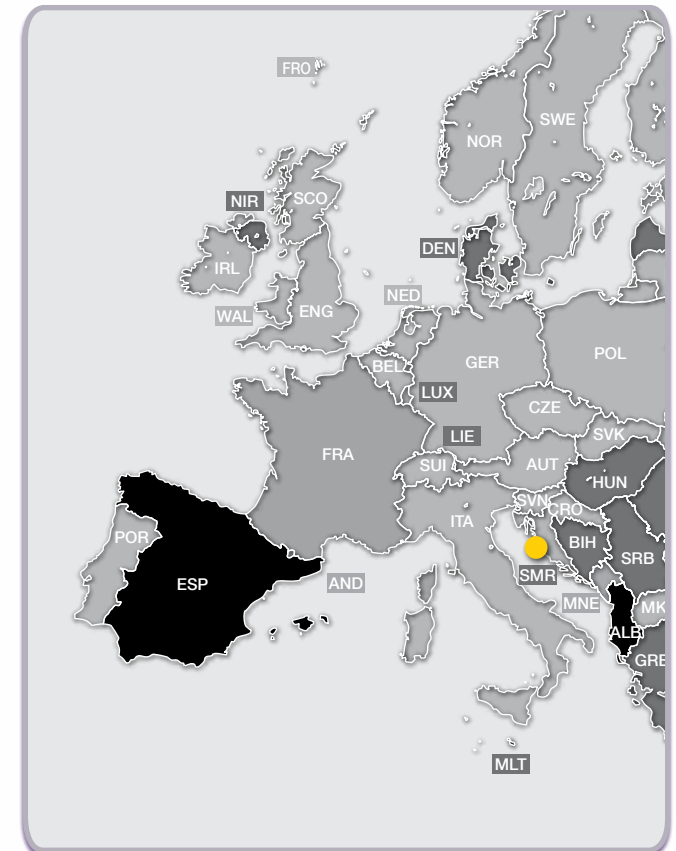 FRO
SWE
NOR
SCO
NIR
DEN
IRL
NED
WAL
ENG
POL
GER
BEL
LUX
CZE
LIE
SVK
FRA
SUI
AUT
HUN
SVN
CRO
ITA
POR
BIH
SRB
SMR
ESP
AND
MNE
MK
ALB
GRE
MLT